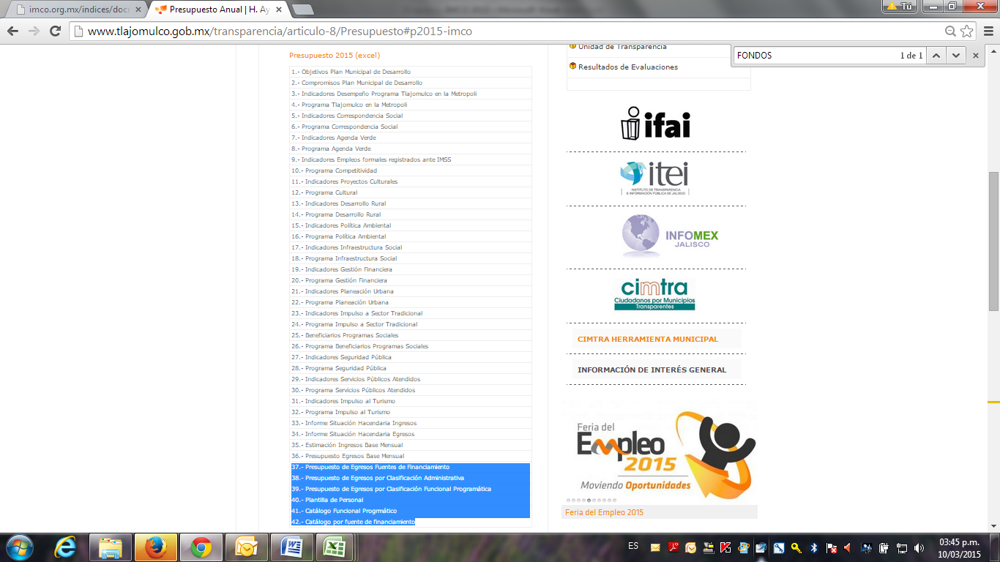 imco.org.mx/indices/docu
Presupuesto Anual | H. Ay
Tú
www.tlajomulco.gob.mx/transparencia/articulo-8/Presupuesto#p2015-imco
FONDOS
1 de 1
Presupuesto 2015 (excel)
1.- Objetivos Plan Municipal de Desarrollo
2.- Compromisos Plan Municipal de Desarrollo
3.- Indicadores Desempeño Programa Tlajomulco en la Metropoli
4.- Programa Tlajomulco en la Metropoli
5.- Indicadores Correspondencia Social
6.- Programa Correspondencia Social
7.- Indicadores Agenda Verde
8.- Programa Agenda Verde
9.- Indicadores Empleos formales registrados ante IMSS
10.- Programa Competitividad
11.- Indicadores Proyectos Culturales
12.- Programa Cultural
13.- Indicadores Desarrollo Rural
14.- Programa Desarrollo Rural
15.- Indicadores Política Ambiental
16.- Programa Política Ambiental
17.- Indicadores Infraestructura Social
18.- Programa Infraestructura Social
19.- Indicadores Gestión Financiera
20.- Programa Gestión Financiera
21.- Indicadores Planeación Urbana
22.- Programa Planeación Urbana
23.- Indicadores Impulso a Sector Tradicional
24.- Programa Impulso a Sector Tradicional
25.- Beneficiarios Programas Sociales
26.- Programa Beneficiarios Programas Sociales
27.- Indicadores Seguridad Pública
28.- Programa Seguridad Pública
29.- Indicadores Servicios Públicos Atendidos
30.- Programa Servicios Públicos Atendidos
31.- Indicadores Impulso al Turismo
32.- Programa Impulso al Turismo
33.- Informe Situación Hacendaria Ingresos
34.- Informe Situación Hacendaria Egresos
35.- Estimación Ingresos Base Mensual
36.- Presupuesto Egresos Base Mensual
37.- Presupuesto de Egresos Fuentes de Financiamiento
38.- Presupuesto de Egresos por Clasificación Administrativa
39.- Presupuesto de Egresos por Clasificación Funcional Programática
40.- Plantilla de Personal
41.- Catálogo Funcional Progrmático
42.- Catálogo por fuente de financiamiento
Unidad de Transparencia
Resultados de Evaluaciones
ifai
itei
INSTITUTO DE TRANSPARENCIA
E INFORMACIÓN PÚBLICA DE JALISCO
INFOMEX
JALISCO
cimtra
Ciudadanos por Municipios
Transparentes
CIMTRA HERRAMIENTA MUNICIPAL
INFORMACIÓN DE INTERÉS GENERAL
Feria del
Empleo
2015
Moviendo Oportunidades
Feria del Empleo 2015
ES
03:45 p.m.
10/03/2015